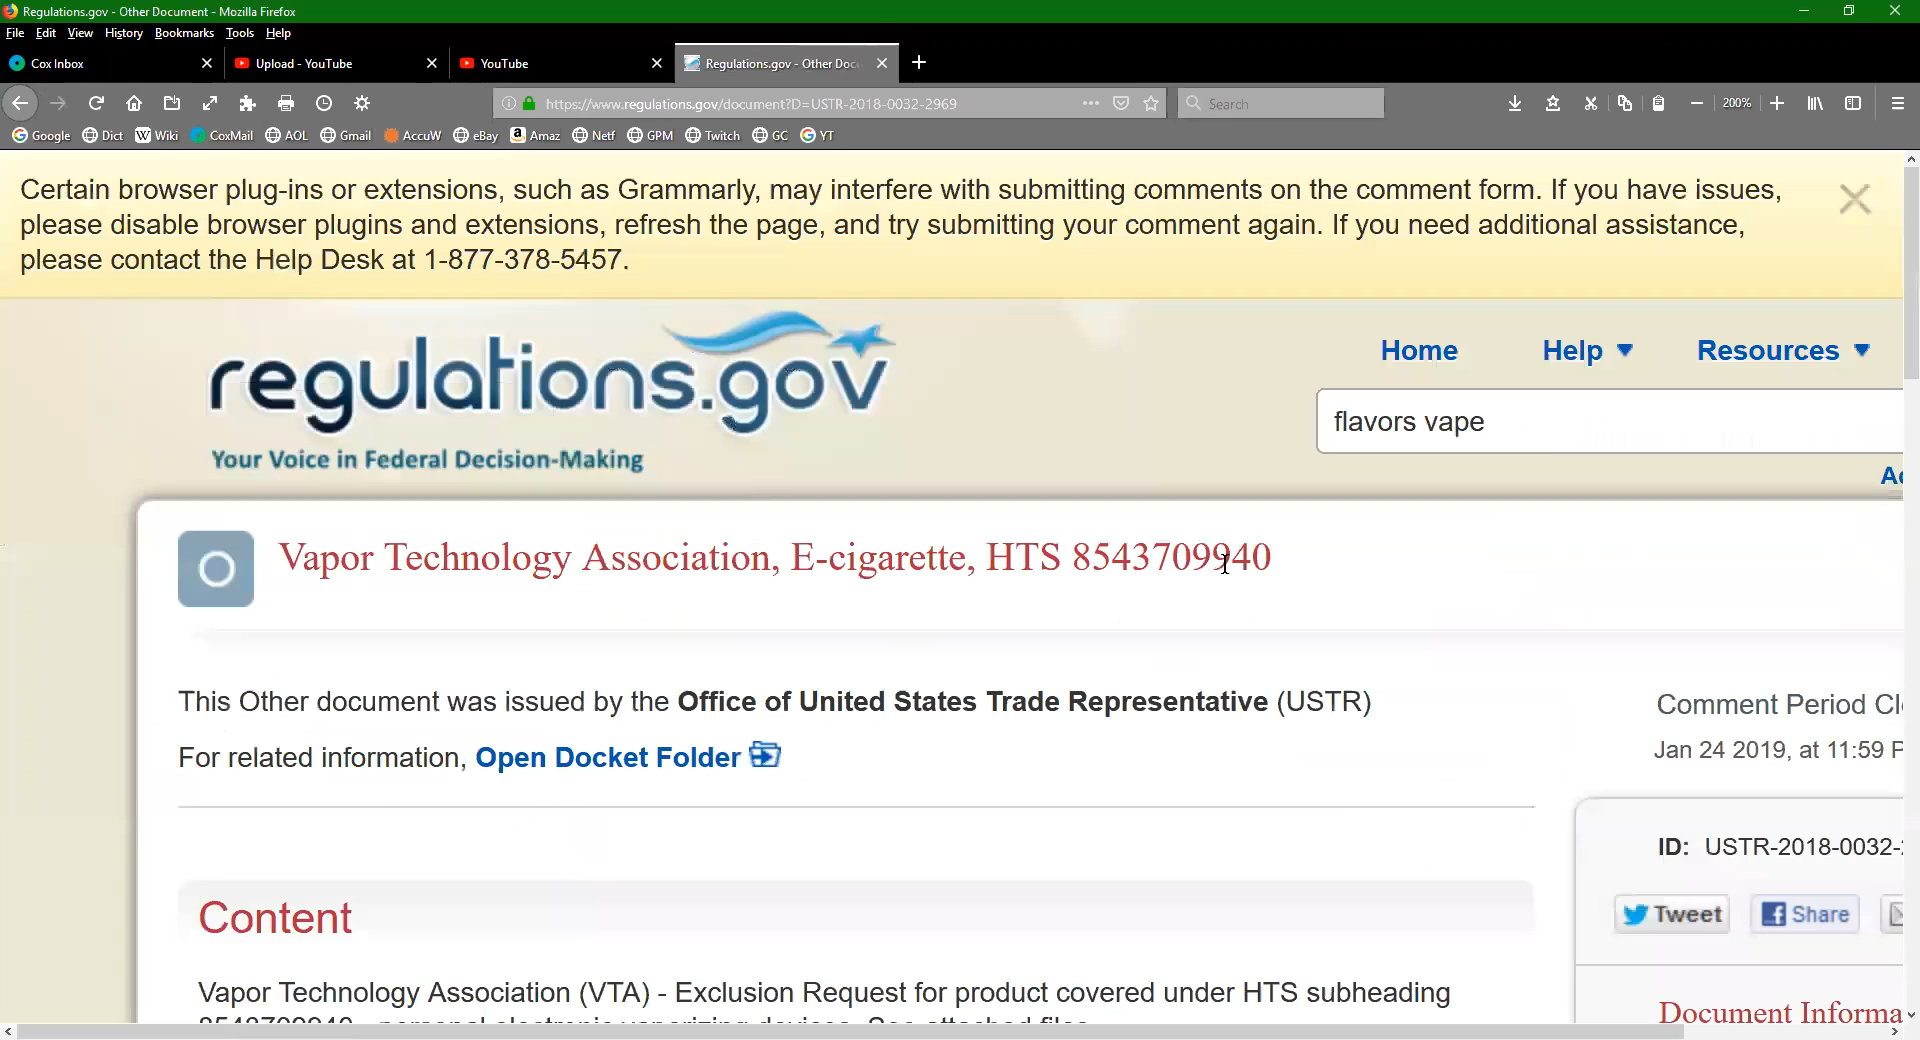 Regulations.gov - Other Document - Mozilla Firefox
File Edit View History Bookmarks Tools Help
Cox Inbox Upload - YouTube YouTube Regulations.gov - Other Doc
https://www.regulations.gov/document?D=USTR-2018-0032-2969 Search 200%
Google Dict Wiki CoxMail AOL Gmail AccuW eBay Amaz Netf GPM Twitch GC YT
Certain browser plug-ins or extensions, such as Grammarly, may interfere with submitting comments on the comment form. If you have issues,
please disable browser plugins and extensions, refresh the page, and try submitting your comment again. If you need additional assistance,
please contact the Help Desk at 1-877-378-5457.
regulations.gov
Your Voice in Federal Decision-Making
Home Help Resources
flavors vape
Vapor Technology Association, E-cigarette, HTS 8543709940
This Other document was issued by the Office of United States Trade Representative (USTR)
For related information, Open Docket Folder
Comment Period Cl
Jan 24 2019, at 11:59 P
ID: USTR-2018-0032-
Tweet Share
Content
Vapor Technology Association (VTA) - Exclusion Request for product covered under HTS subheading
8543709940 - personal electronic vaporizing devices. See attached files
Document Informa